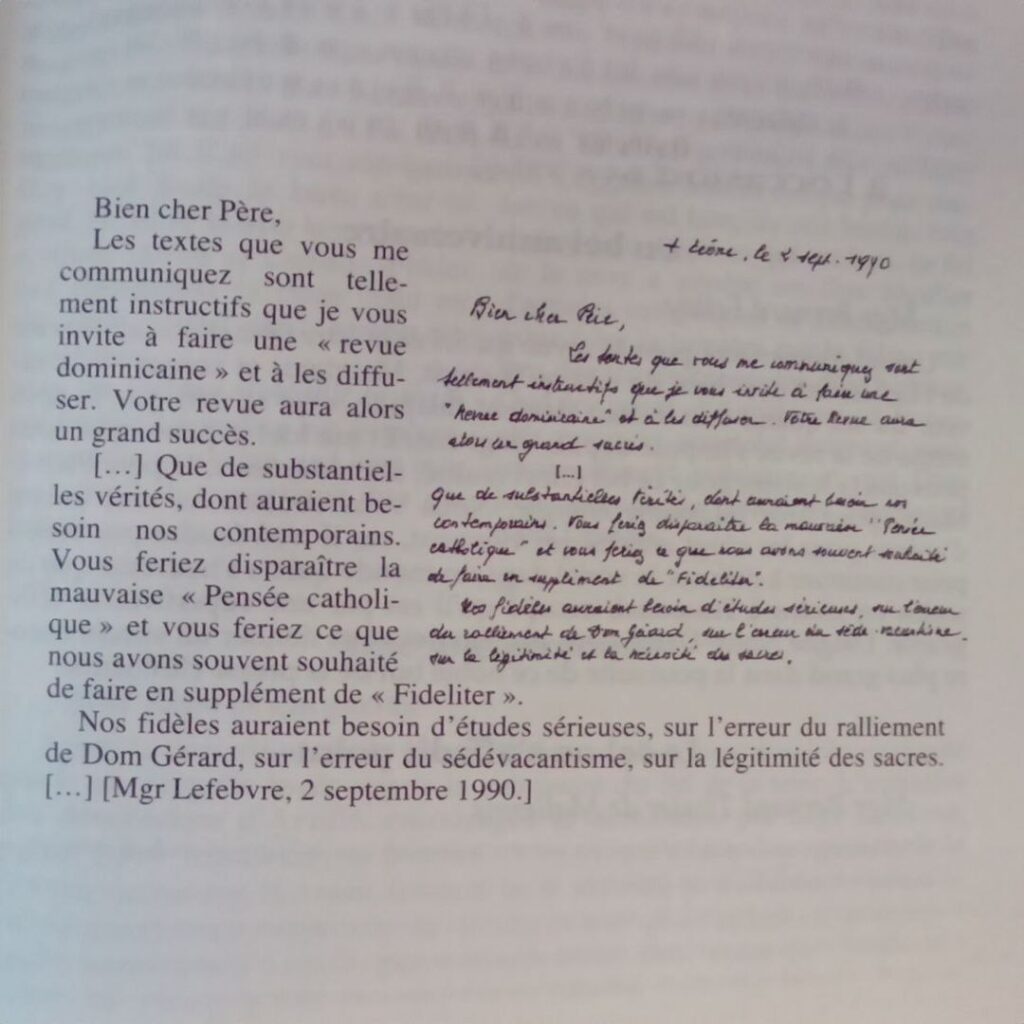 Bien cher Père,
Les textes que vous me
communiquez sont telle-
ment instructifs que je vous
invite à faire une « revue
dominicaine » et à les diffu-
ser. Votre revue aura alors
un grand succès.
[…] Que de substantiel-
les vérités, dont auraient be-
soin nos contemporains.
Vous feriez disparaître la
mauvaise « Pensée catholi-
que » et vous feriez ce que
nous avons souvent souhaité
de faire en supplément de « Fideliter ».
Nos fidèles auraient besoin d’études sérieuses, sur l’erreur du ralliement
de Dom Gérard, sur l’erreur du sédévacantisme, sur la légitimité des sacres.
[…] [Mgr Lefebvre, 2 septembre 1990.]
+ Ecône, le 2 sept. 1990
Bien cher Père,
Les textes que vous me communiquez sont
tellement instructifs que je vous invite à faire une
"Revue dominicaine" et à les diffuser. Votre Revue aura
alors un grand succès.
[...]
Que de substantielles vérités, dont auraient besoin nos
contemporains. Vous feriez disparaître la mauvaise "Pensée
catholique" et vous feriez ce que nous avons souvent souhaité
de faire en supplément de "Fideliter".
Nos fidèles auraient besoin d'études sérieuses, sur l'erreur
du ralliement de Dom Gérard, sur l'erreur du sédé-vacantisme,
sur la légitimité et la nécessité des sacres.